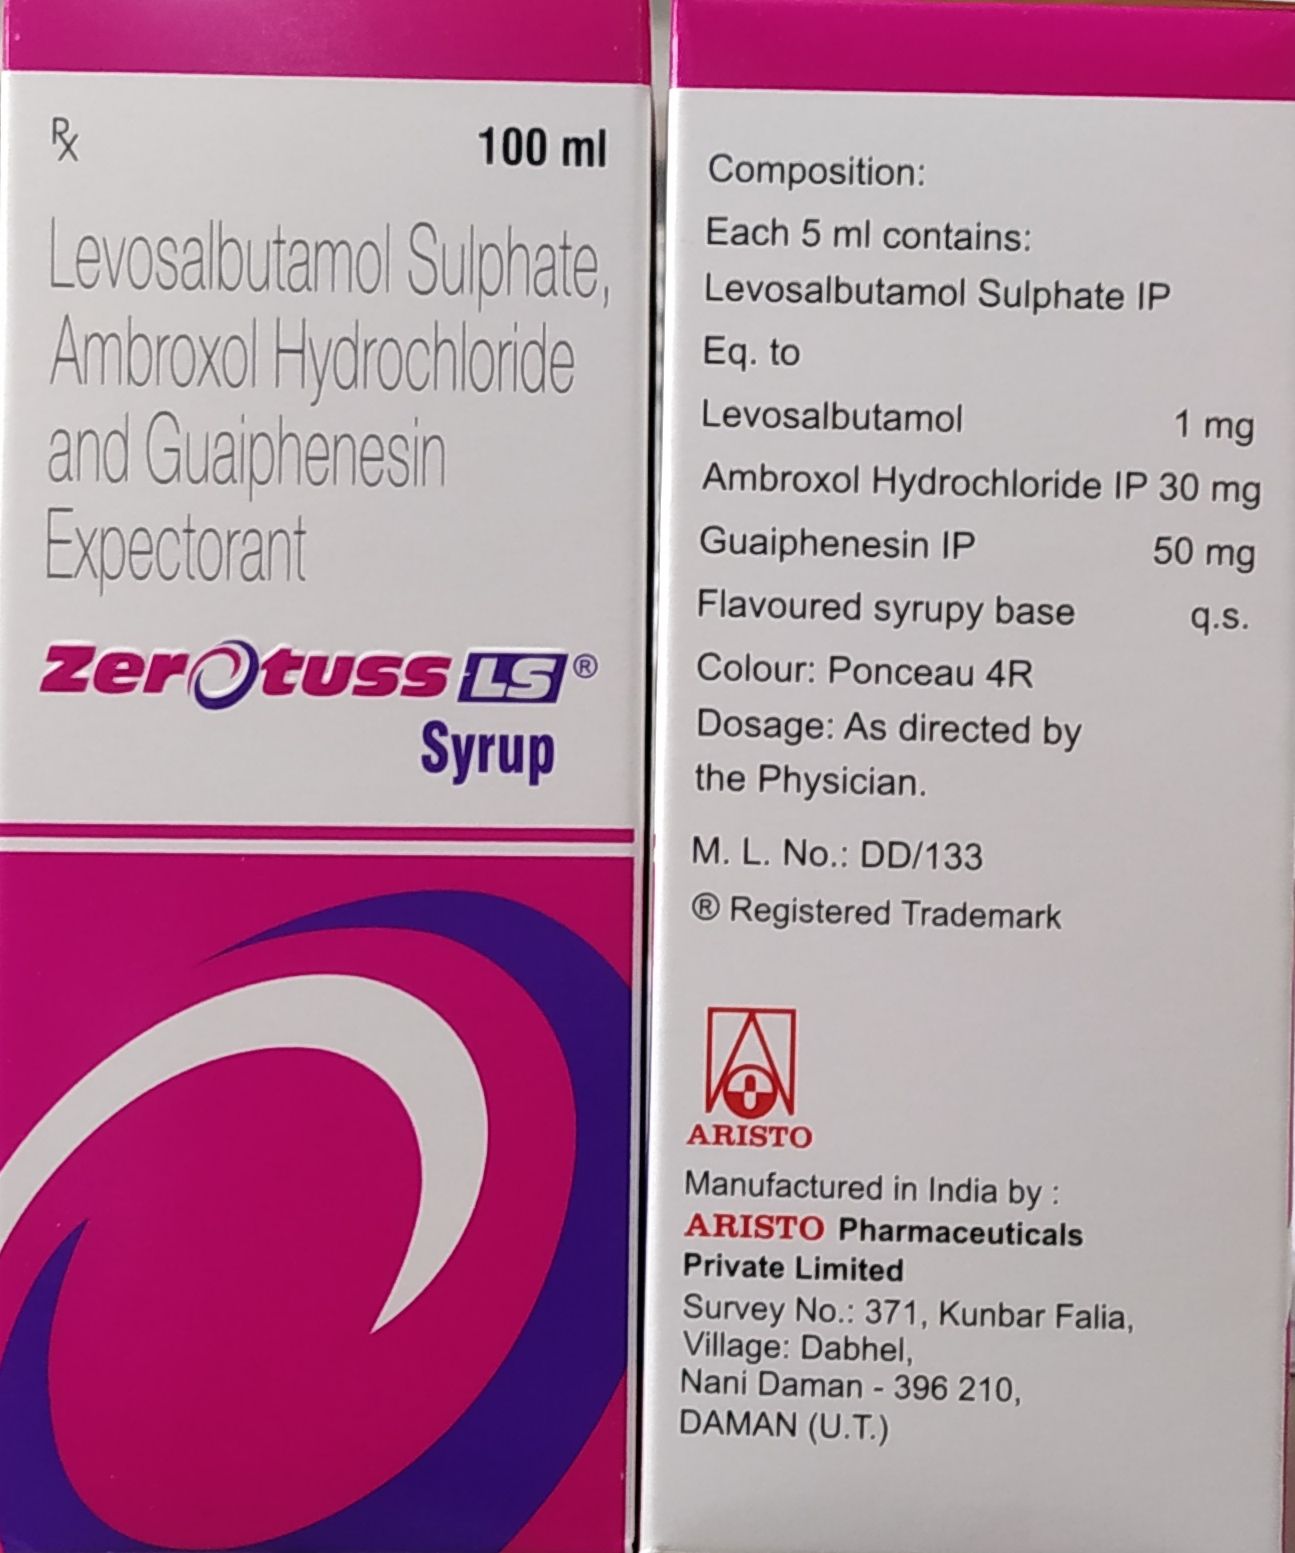 Rx
100 ml
Levosalbutamol Sulphate,
Ambroxol Hydrochloride
and Guaiphenesin
Expectorant
Zerotuss LS®
Syrup
Composition:
Each 5 ml contains:
Levosalbutamol Sulphate IP
Eq. to
Levosalbutamol 1 mg
Ambroxol Hydrochloride IP 30 mg
Guaiphenesin IP 50 mg
Flavoured syrupy base q.s.
Colour: Ponceau 4R
Dosage: As directed by
the Physician.
M. L. No.: DD/133
® Registered Trademark
ARISTO
Manufactured in India by :
ARISTO Pharmaceuticals
Private Limited
Survey No.: 371, Kunbar Falia,
Village: Dabhel,
Nani Daman - 396 210,
DAMAN (U.T.)